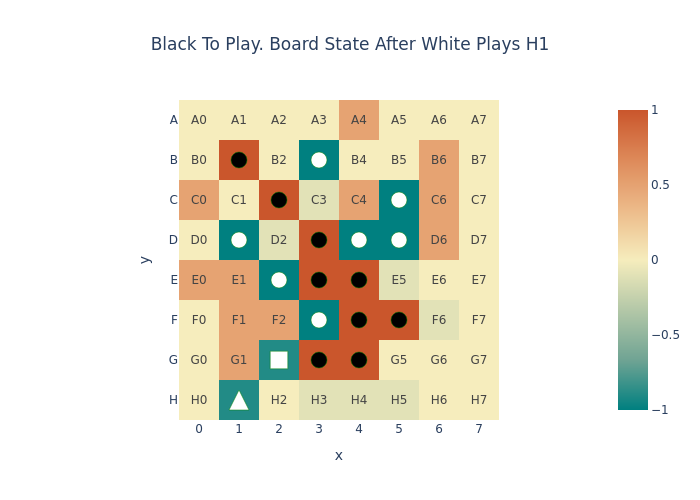 Black To Play. Board State After White Plays H1
A A0 A1 A2 A3 A4 A5 A6 A7
B B0 B2 B4 B5 B6 B7
C C0 C1 C3 C4 C6 C7
D D0 D2 D6 D7
E E0 E1 E5 E6 E7
F F0 F1 F2 F6 F7
G G0 G1 G5 G6 G7
H H0 H2 H3 H4 H5 H6 H7
0 1 2 3 4 5 6 7
x
y
1
0.5
0
−0.5
−1